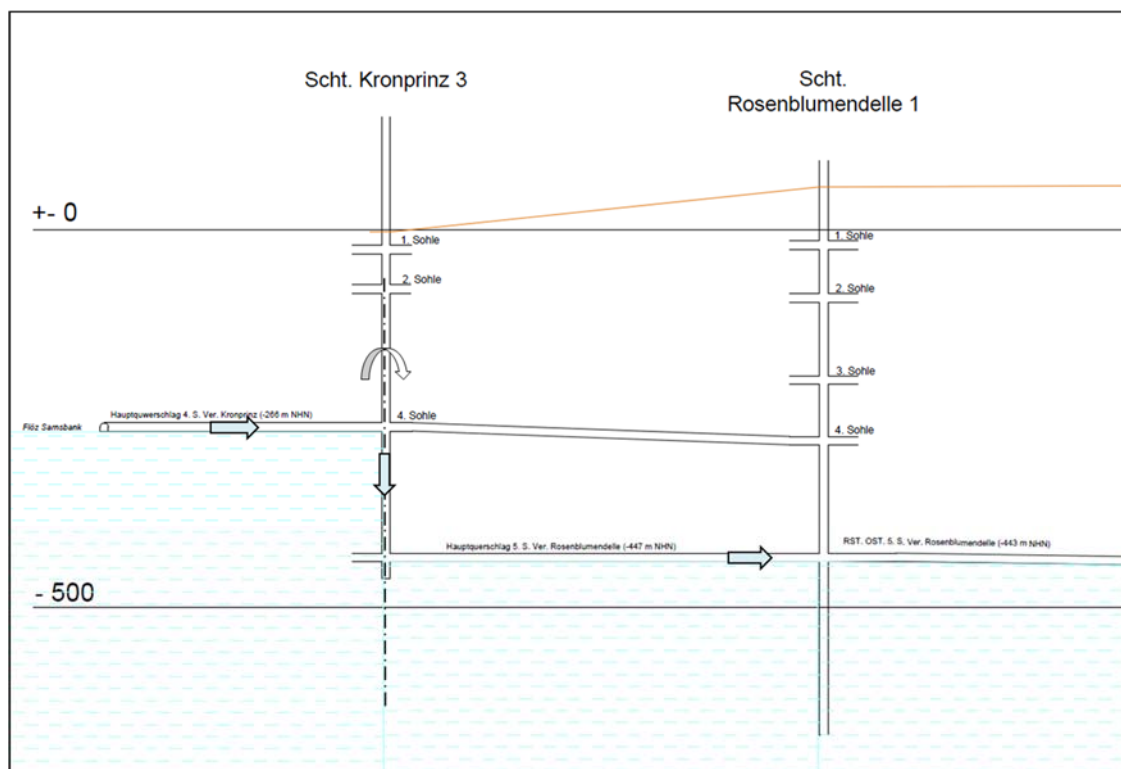 Scht. Kronprinz 3
Scht.
Rosenblumendelle 1
+- 0
1. Sohle
1. Sohle
2. Sohle
2. Sohle
3. Sohle
Hauptquwerschlag 4. S. Ver. Kronprinz (-266 m NHN)
4. Sohle
Flöz Samsbank
4. Sohle
Hauptquerschlag 5. S. Ver. Rosenblumendelle (-447 m NHN)
RST. OST. 5. S. Ver. Rosenblumendelle (-443 m NHN)
- 500